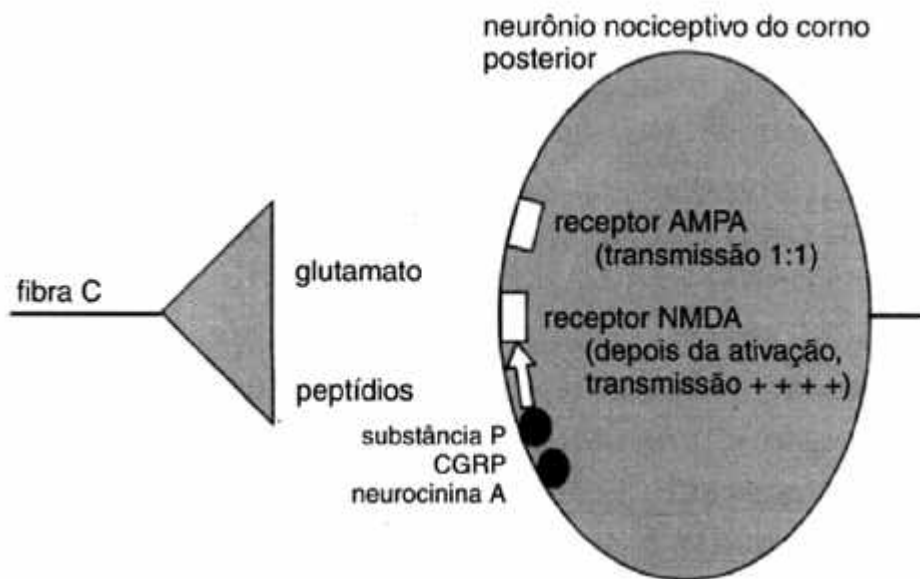 neurônio nociceptivo do corno
posterior
receptor AMPA
(transmissão 1:1)
glutamato
fibra C
receptor NMDA
(depois da ativação,
transmissão + + + +)
peptídios
substância P
CGRP
neurocinina A